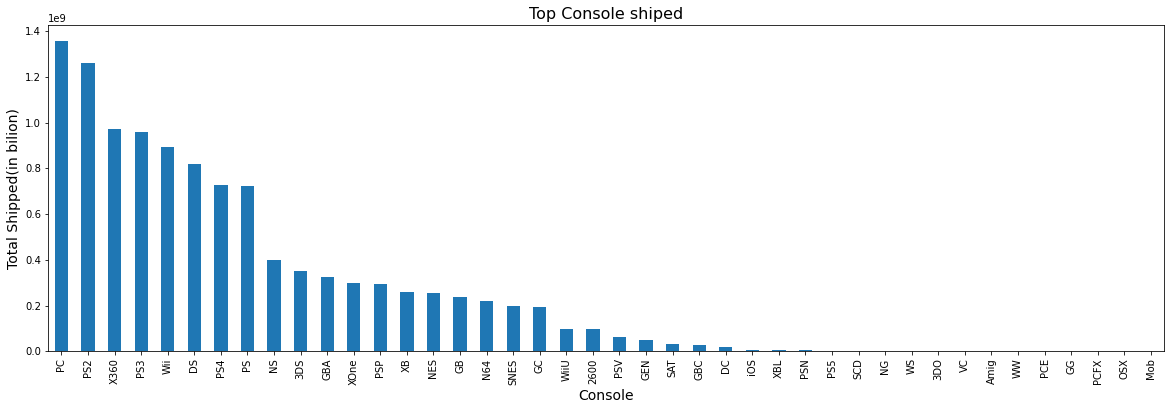 Top Console shiped
1e9
Total Shipped(in bilion)
1.4
1.2
1.0
0.8
0.6
0.4
0.2
0.0
PC PS2 X360 PS3 Wii DS PS4 PS NS 3DS GBA XOne PSP XB NES GB N64 SNES GC WiiU 2600 PSV GEN SAT GBC DC iOS XBL PSN PS5 SCD NG WS 3DO VC Amig WW PCE GG PCFX OSX Mob
Console